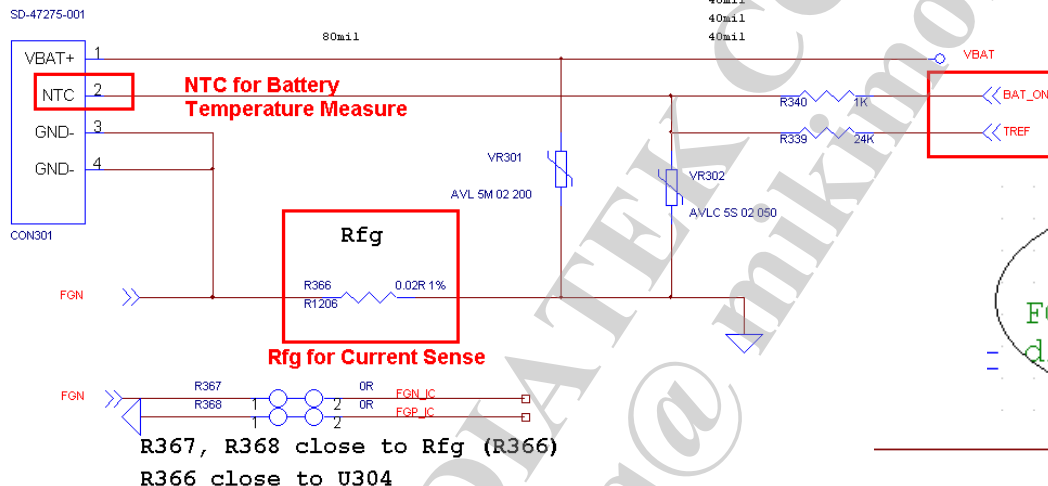 SD-47275-001
40mil
40mil
80mil
VBAT+ 1
VBAT
NTC 2
NTC for Battery
Temperature Measure
R340 1K
BAT_ON
GND- 3
R339 24K
TREF
GND- 4
VR301
AVL 5M 02 200
VR302
AVLC 5S 02 050
CON301
Rfg
FGN
R366 0.02R 1%
R1206
Rfg for Current Sense
FGN
R367 1 2 0R FGN_IC
R368 1 2 0R FGP_IC
R367, R368 close to Rfg (R366)
R366 close to U304
DIATEK CO
@ mikimo